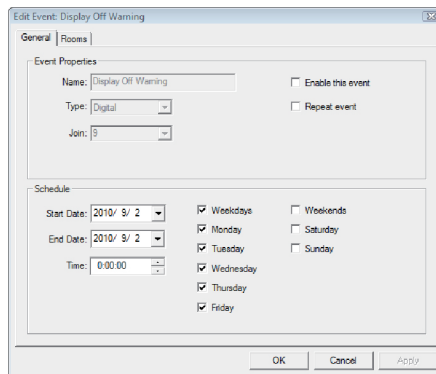 Edit Event: Display Off Warning
General Rooms
Event Properties
Name: Display Off Warning
Enable this event
Type: Digital
Repeat event
Join: 9
Schedule
Start Date: 2010/ 9/ 2
Weekdays
Weekends
Monday
Saturday
End Date: 2010/ 9/ 2
Tuesday
Sunday
Time: 0:00:00
Wednesday
Thursday
Friday
OK Cancel Apply